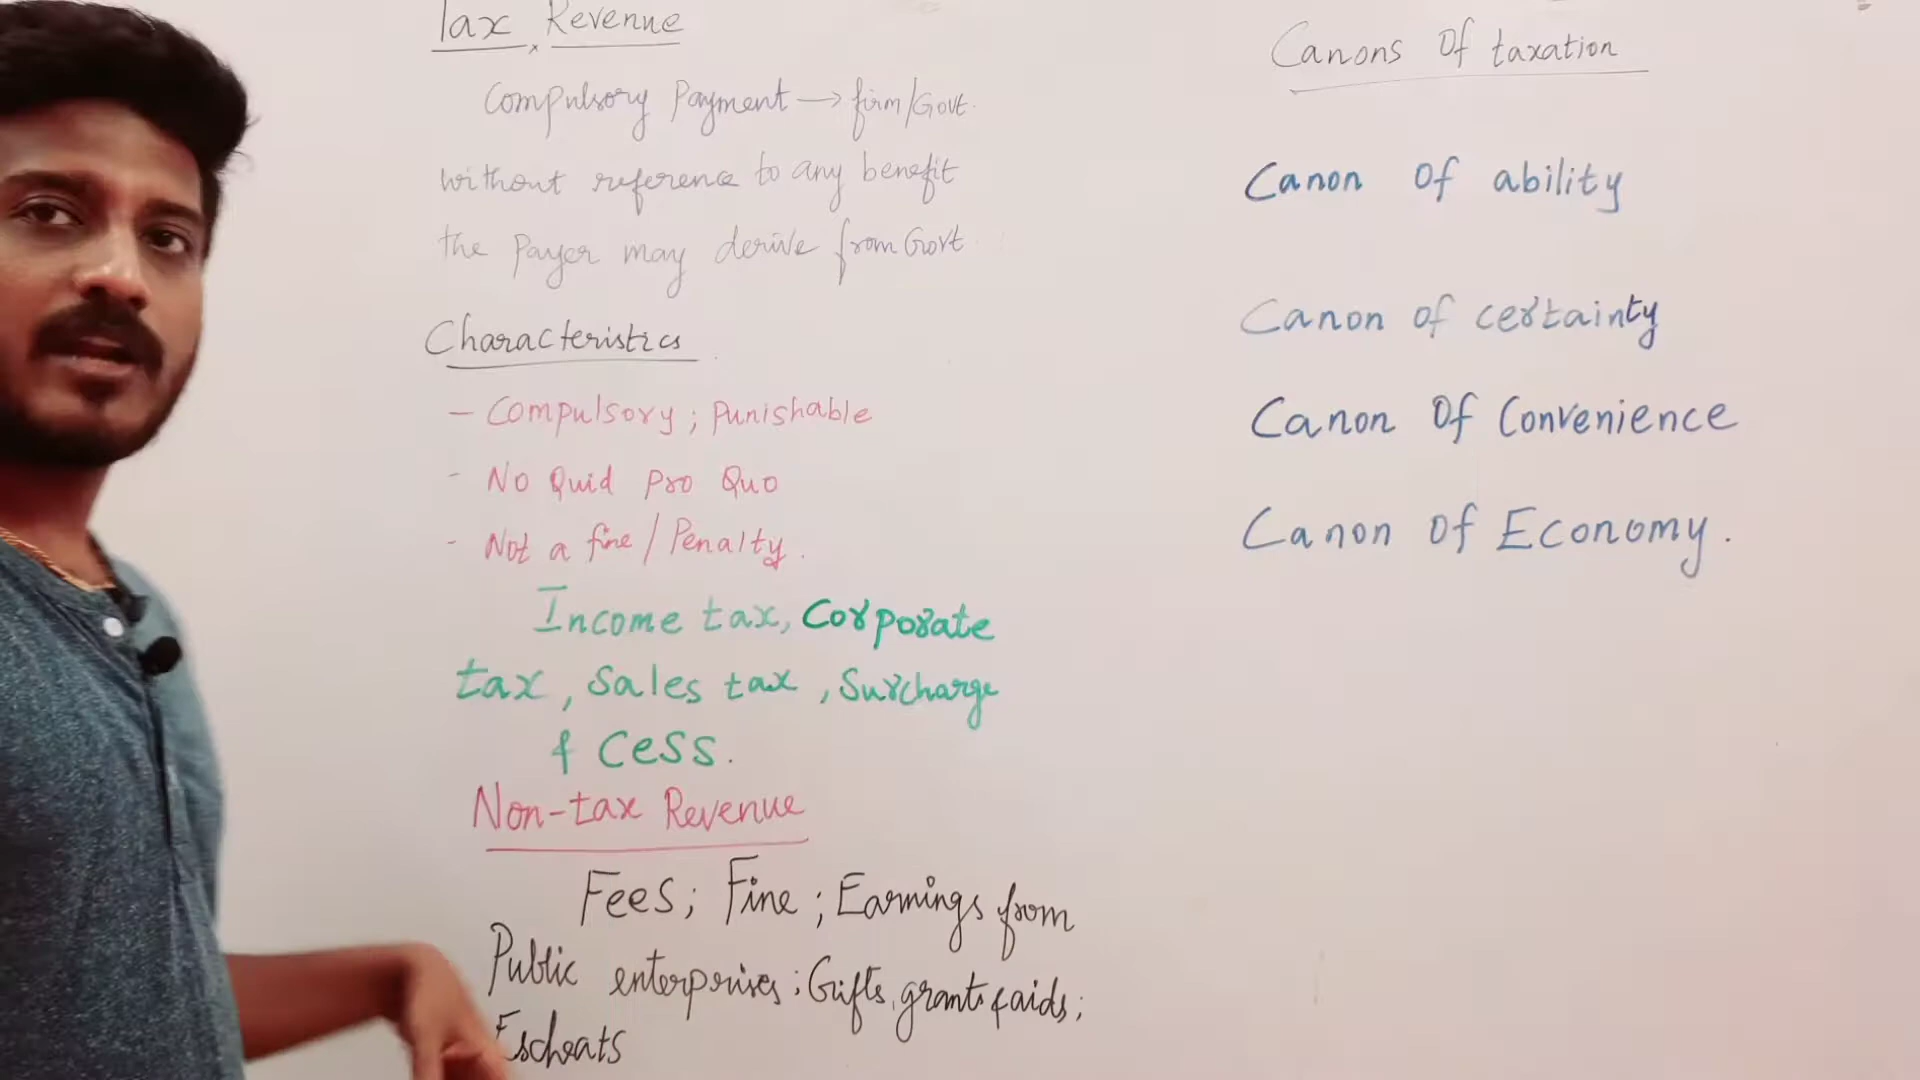 Tax Revenue
Compulsory Payment → firm/Govt.
without reference to any benefit
the Payer may derive from Govt
Characteristics
- Compulsory ; Punishable
- No Quid Pro Quo
- Not a fine / Penalty.
Income tax, Corporate
tax, Sales tax, Surcharge
& Cess.
Non-tax Revenue
Fees; Fine ; Earnings from
Public enterprises ; Gifts, grants & aids;
Escheats
Canons Of taxation
Canon Of ability
Canon of certainty
Canon Of Convenience
Canon Of Economy.